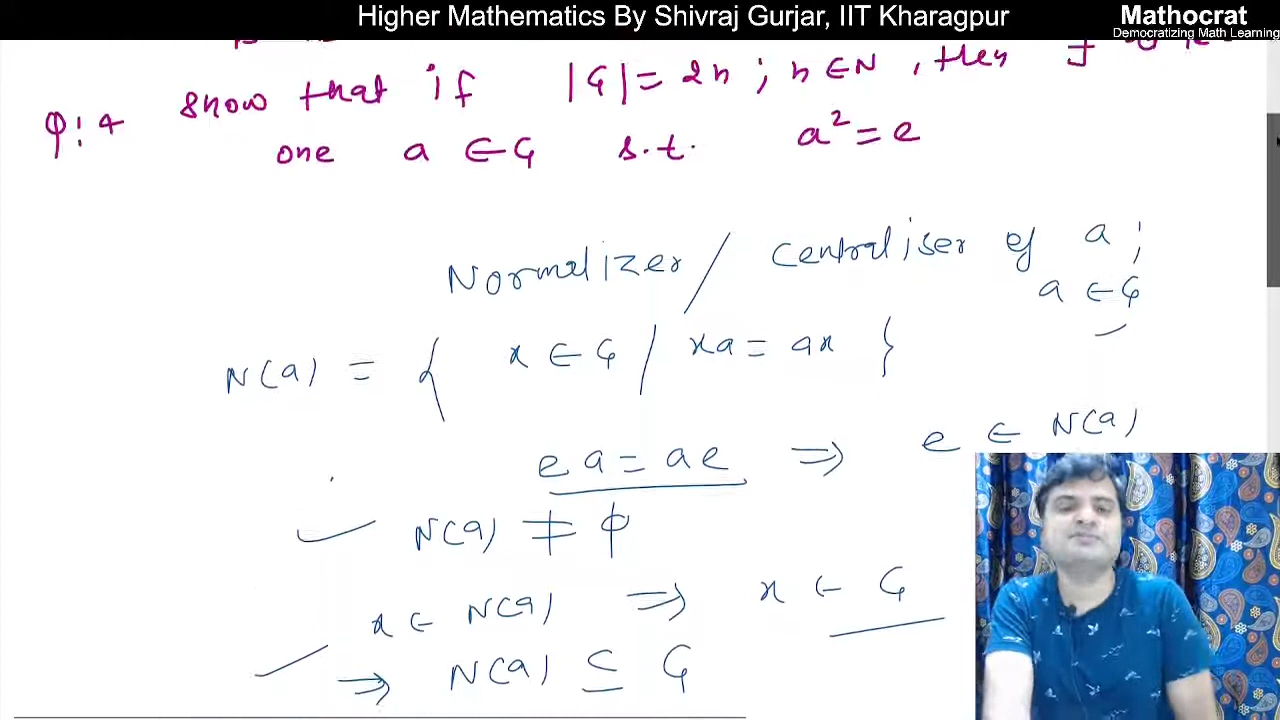 Higher Mathematics By Shivraj Gurjar, IIT Kharagpur
Mathocrat
Democratizing Math Learning
Q:4 show that if |G| = 2n ; n ∈ N , then ∃
one a ∈ G s.t. a² = e
Normalizer / Centraliser of a ;
a ∈ G
N(a) = { x ∈ G / xa = ax }
ea = ae ⇒ e ∈ N(a)
N(a) ≠ φ
x ∈ N(a) ⇒ x ∈ G
⇒ N(a) ⊆ G